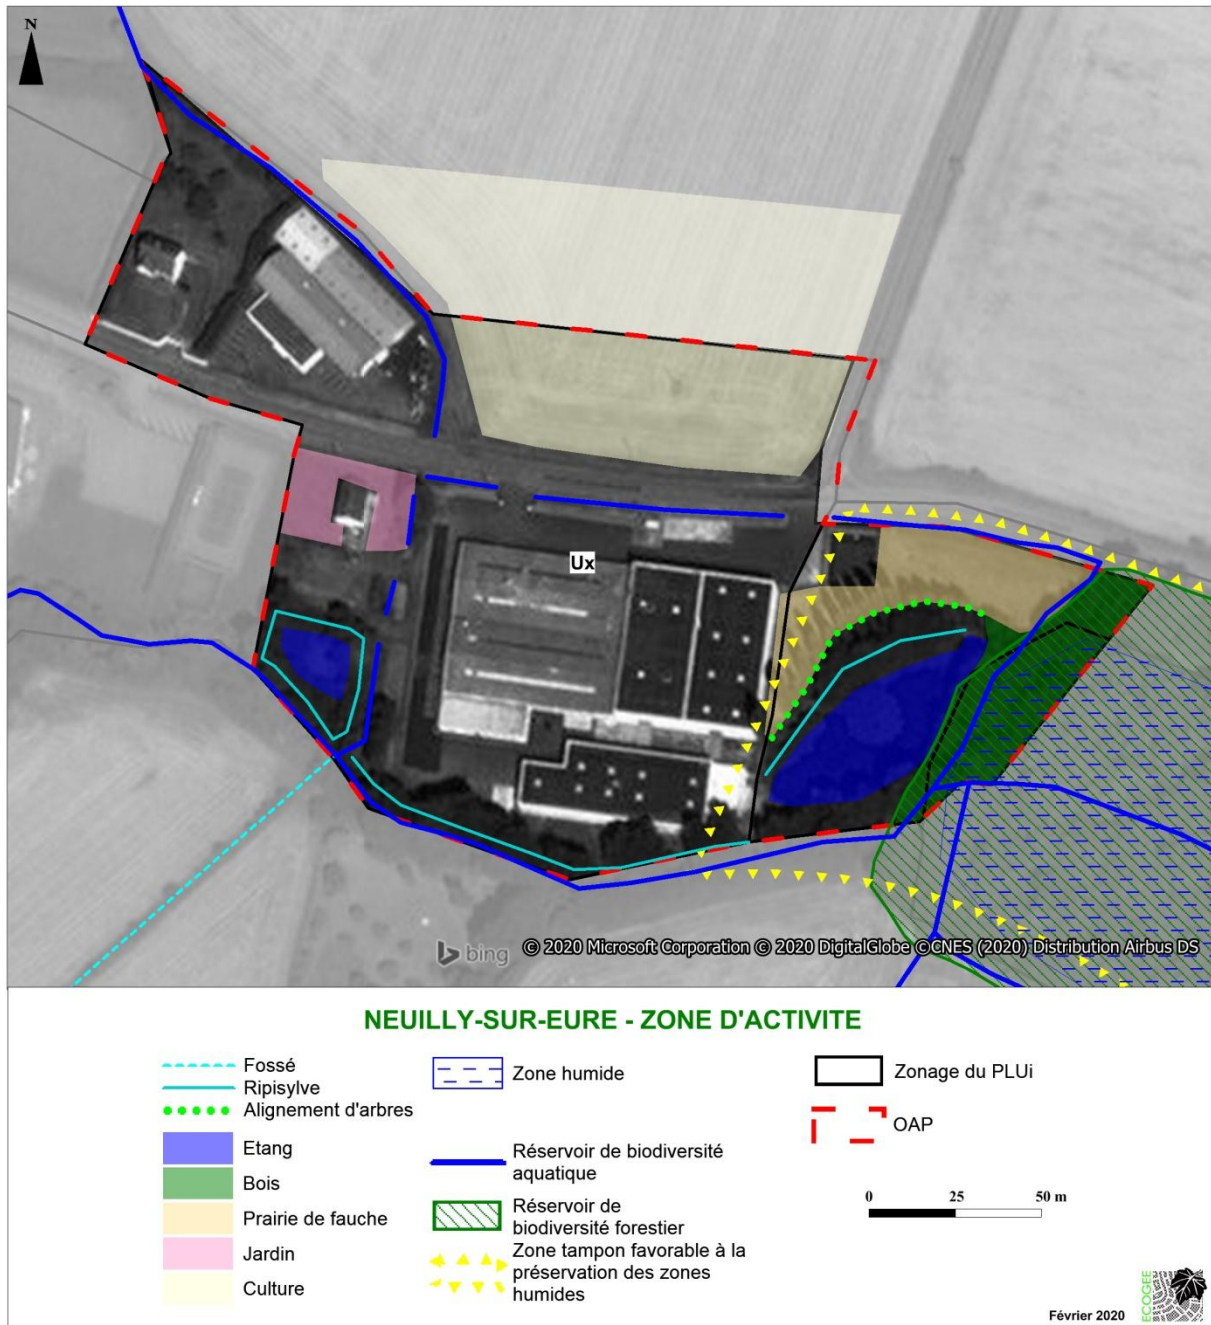 N
Ux
bing
© 2020 Microsoft Corporation © 2020 DigitalGlobe ©CNES (2020) Distribution Airbus DS
NEUILLY-SUR-EURE - ZONE D'ACTIVITE
Fossé
Ripisylve
Alignement d'arbres
Etang
Bois
Prairie de fauche
Jardin
Culture
Zone humide
Réservoir de biodiversité
aquatique
Réservoir de
biodiversité forestier
Zone tampon favorable à la
préservation des zones
humides
Zonage du PLUi
OAP
0 25 50 m
Février 2020
ECOGEE